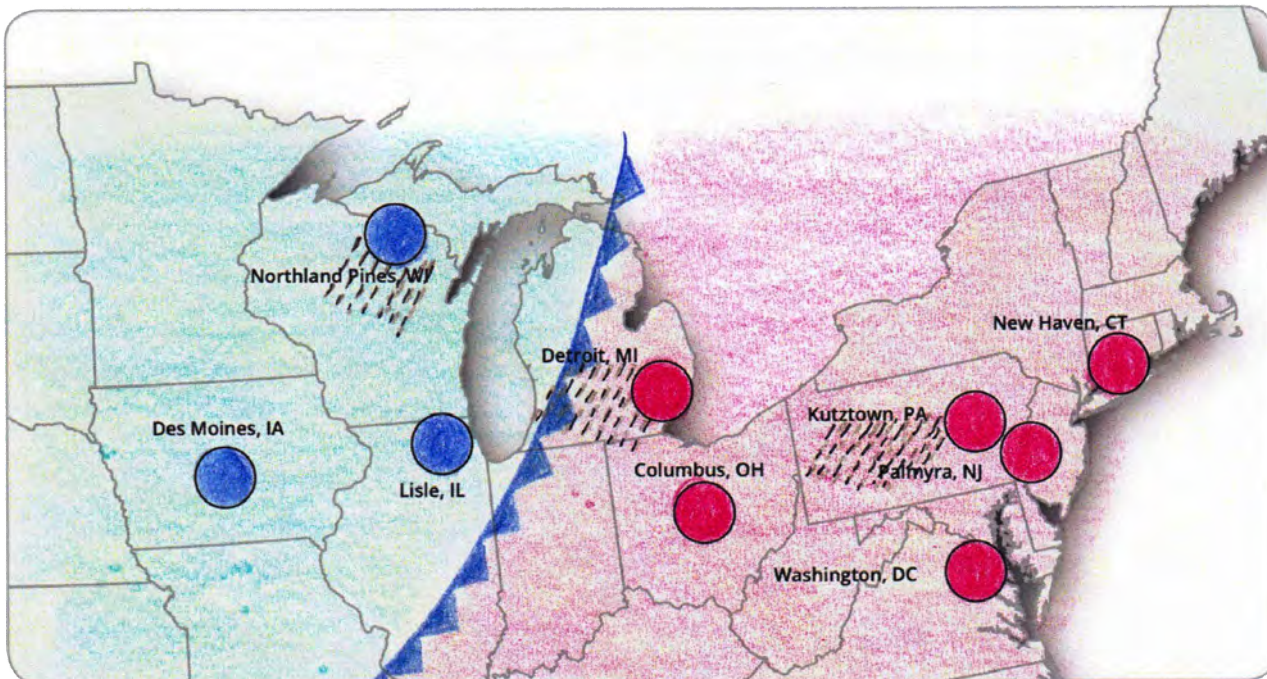 Northland Pines, WI
New Haven, CT
Detroit, MI
Kutztown, PA
Des Moines, IA
Columbus, OH
Palmyra, NJ
Lisle, IL
Washington, DC